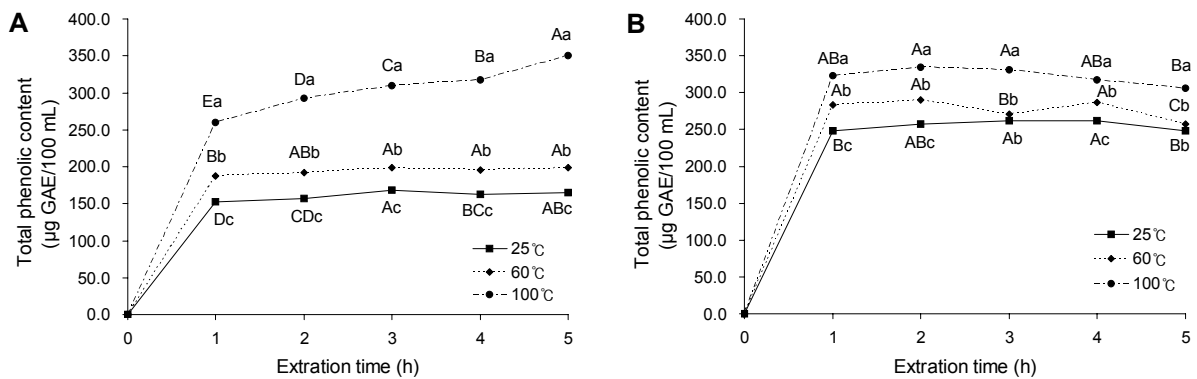 A
Total phenolic content
(μg GAE/100 mL)
400.0
350.0
300.0
250.0
200.0
150.0
100.0
50.0
0.0
Ea
Da
Ca
Ba
Aa
Bb
ABb
Ab
Ab
Ab
Dc
CDc
Ac
BCc
ABc
25℃
60℃
100℃
0 1 2 3 4 5
Extration time (h)
B
Total phenolic content
(μg GAE/100 mL)
400.0
350.0
300.0
250.0
200.0
150.0
100.0
50.0
0.0
ABa
Aa
Aa
ABa
Ba
Ab
Ab
Bb
Ab
Cb
Bc
ABc
Ab
Ac
Bb
25℃
60℃
100℃
0 1 2 3 4 5
Extration time (h)